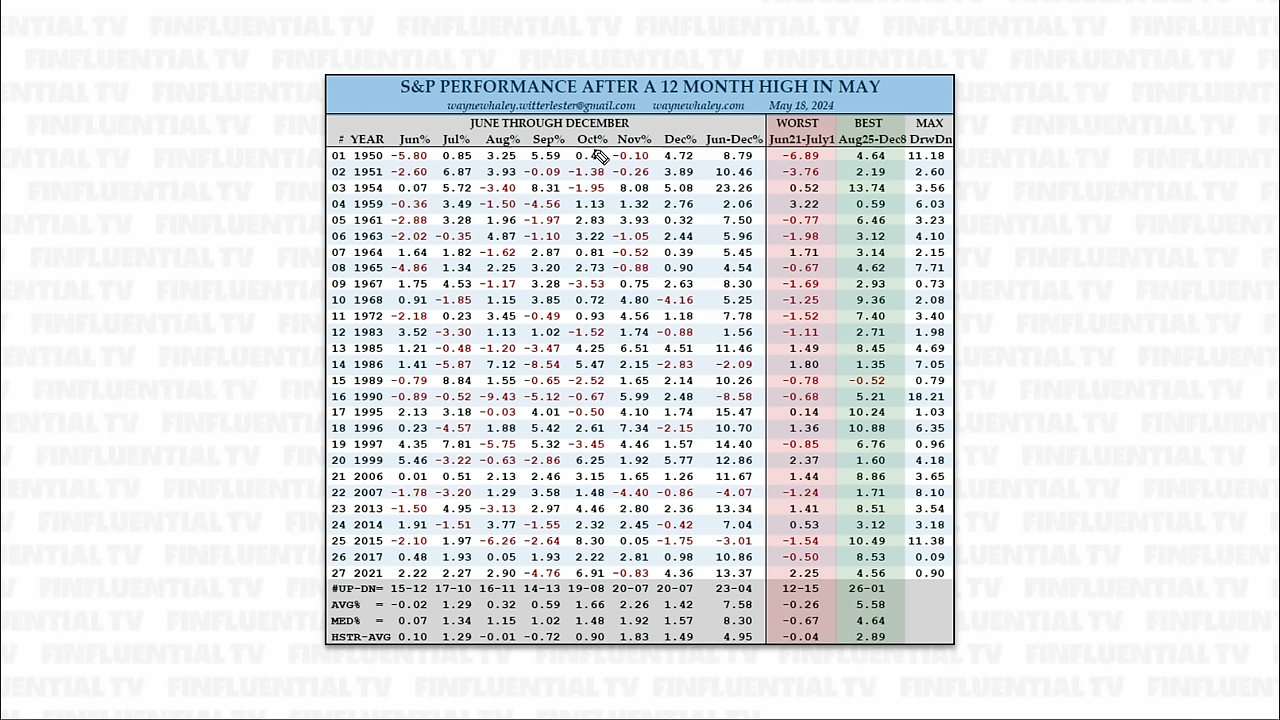 S&P PERFORMANCE AFTER A 12 MONTH HIGH IN MAY
waynewhaley.witterlester@gmail.com waynewhaley.com May 18, 2024
JUNE THROUGH DECEMBER WORST BEST MAX
# YEAR Jun% Jul% Aug% Sep% Oct% Nov% Dec% Jun-Dec% Jun21-July1 Aug25-Dec8 DrwDn
01 1950 -5.80 0.85 3.25 5.59 -0.10 4.72 8.79 -6.89 4.64 11.18
02 1951 -2.60 6.87 3.93 -0.09 -1.38 -0.26 3.89 10.46 -3.76 2.19 2.60
03 1954 0.07 5.72 -3.40 8.31 -1.95 8.08 5.08 23.26 0.52 13.74 3.56
04 1959 -0.36 3.49 -1.50 -4.56 1.13 1.32 2.76 2.06 3.22 0.59 6.03
05 1961 -2.88 3.28 1.96 -1.97 2.83 3.93 0.32 7.50 -0.77 6.46 3.23
06 1963 -2.02 -0.35 4.87 -1.10 3.22 -1.05 2.44 5.96 -1.98 3.12 4.10
07 1964 1.64 1.82 -1.62 2.87 0.81 -0.52 0.39 5.45 1.71 3.14 2.15
08 1965 -4.86 1.34 2.25 3.20 2.73 -0.88 0.90 4.54 -0.67 4.62 7.71
09 1967 1.75 4.53 -1.17 3.28 -3.53 0.75 2.63 8.30 -1.69 2.93 0.73
10 1968 0.91 -1.85 1.15 3.85 0.72 4.80 -4.16 5.25 -1.25 9.36 2.08
11 1972 -2.18 0.23 3.45 -0.49 0.93 4.56 1.18 7.78 -1.52 7.40 3.40
12 1983 3.52 -3.30 1.13 1.02 -1.52 1.74 -0.88 1.56 -1.11 2.71 1.98
13 1985 1.21 -0.48 -1.20 -3.47 4.25 6.51 4.51 11.46 1.49 8.45 4.69
14 1986 1.41 -5.87 7.12 -8.54 5.47 2.15 -2.83 -2.09 1.80 1.35 7.05
15 1989 -0.79 8.84 1.55 -0.65 -2.52 1.65 2.14 10.26 -0.78 -0.52 0.79
16 1990 -0.89 -0.52 -9.43 -5.12 -0.67 5.99 2.48 -8.58 -0.68 5.21 18.21
17 1995 2.13 3.18 -0.03 4.01 -0.50 4.10 1.74 15.47 0.14 10.24 1.03
18 1996 0.23 -4.57 1.88 5.42 2.61 7.34 -2.15 10.70 1.36 10.88 6.35
19 1997 4.35 7.81 -5.75 5.32 -3.45 4.46 1.57 14.40 -0.85 6.76 0.96
20 1999 5.46 -3.22 -0.63 -2.86 6.25 1.92 5.77 12.86 2.37 1.60 4.18
21 2006 0.01 0.51 2.13 2.46 3.15 1.65 1.26 11.67 1.44 8.86 3.65
22 2007 -1.78 -3.20 1.29 3.58 1.48 -4.40 -0.86 -4.07 -1.24 1.71 8.10
23 2013 -1.50 4.95 -3.13 2.97 4.46 2.80 2.36 13.34 1.41 8.51 3.54
24 2014 1.91 -1.51 3.77 -1.55 2.32 2.45 -0.42 7.04 0.53 3.12 3.18
25 2015 -2.10 1.97 -6.26 -2.64 8.30 0.05 -1.75 -3.01 -1.54 10.49 11.38
26 2017 0.48 1.93 0.05 1.93 2.22 2.81 0.98 10.86 -0.50 8.53 0.09
27 2021 2.22 2.27 2.90 -4.76 6.91 -0.83 4.36 13.37 2.25 4.56 0.90
#UP-DN= 15-12 17-10 16-11 14-13 19-08 20-07 20-07 23-04 12-15 26-01
AVG% = -0.02 1.29 0.32 0.59 1.66 2.26 1.42 7.58 -0.26 5.58
MED% = 0.07 1.34 1.15 1.02 1.48 1.92 1.57 8.30 -0.67 4.64
HSTR-AVG 0.10 1.29 -0.01 -0.72 0.90 1.83 1.49 4.95 -0.04 2.89
FINFLUENTIAL TV